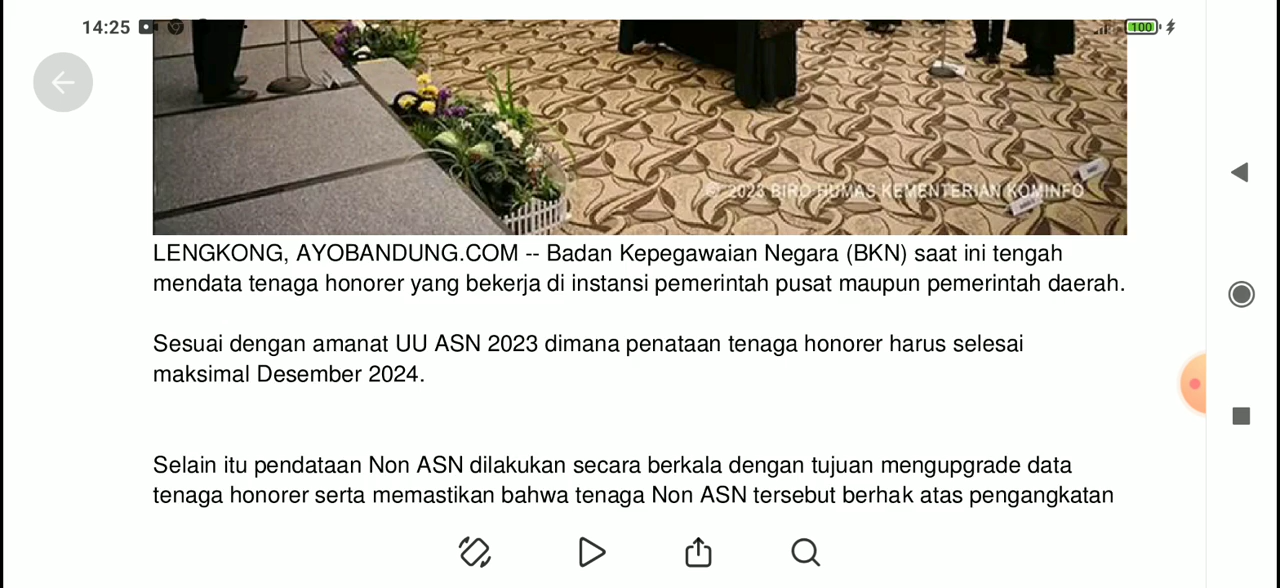 14:25
100
© 2023 BIRO HUMAS KEMENTERIAN KOMINFO
LENGKONG, AYOBANDUNG.COM -- Badan Kepegawaian Negara (BKN) saat ini tengah
mendata tenaga honorer yang bekerja di instansi pemerintah pusat maupun pemerintah daerah.
Sesuai dengan amanat UU ASN 2023 dimana penataan tenaga honorer harus selesai
maksimal Desember 2024.
Selain itu pendataan Non ASN dilakukan secara berkala dengan tujuan mengupgrade data
tenaga honorer serta memastikan bahwa tenaga Non ASN tersebut berhak atas pengangkatan